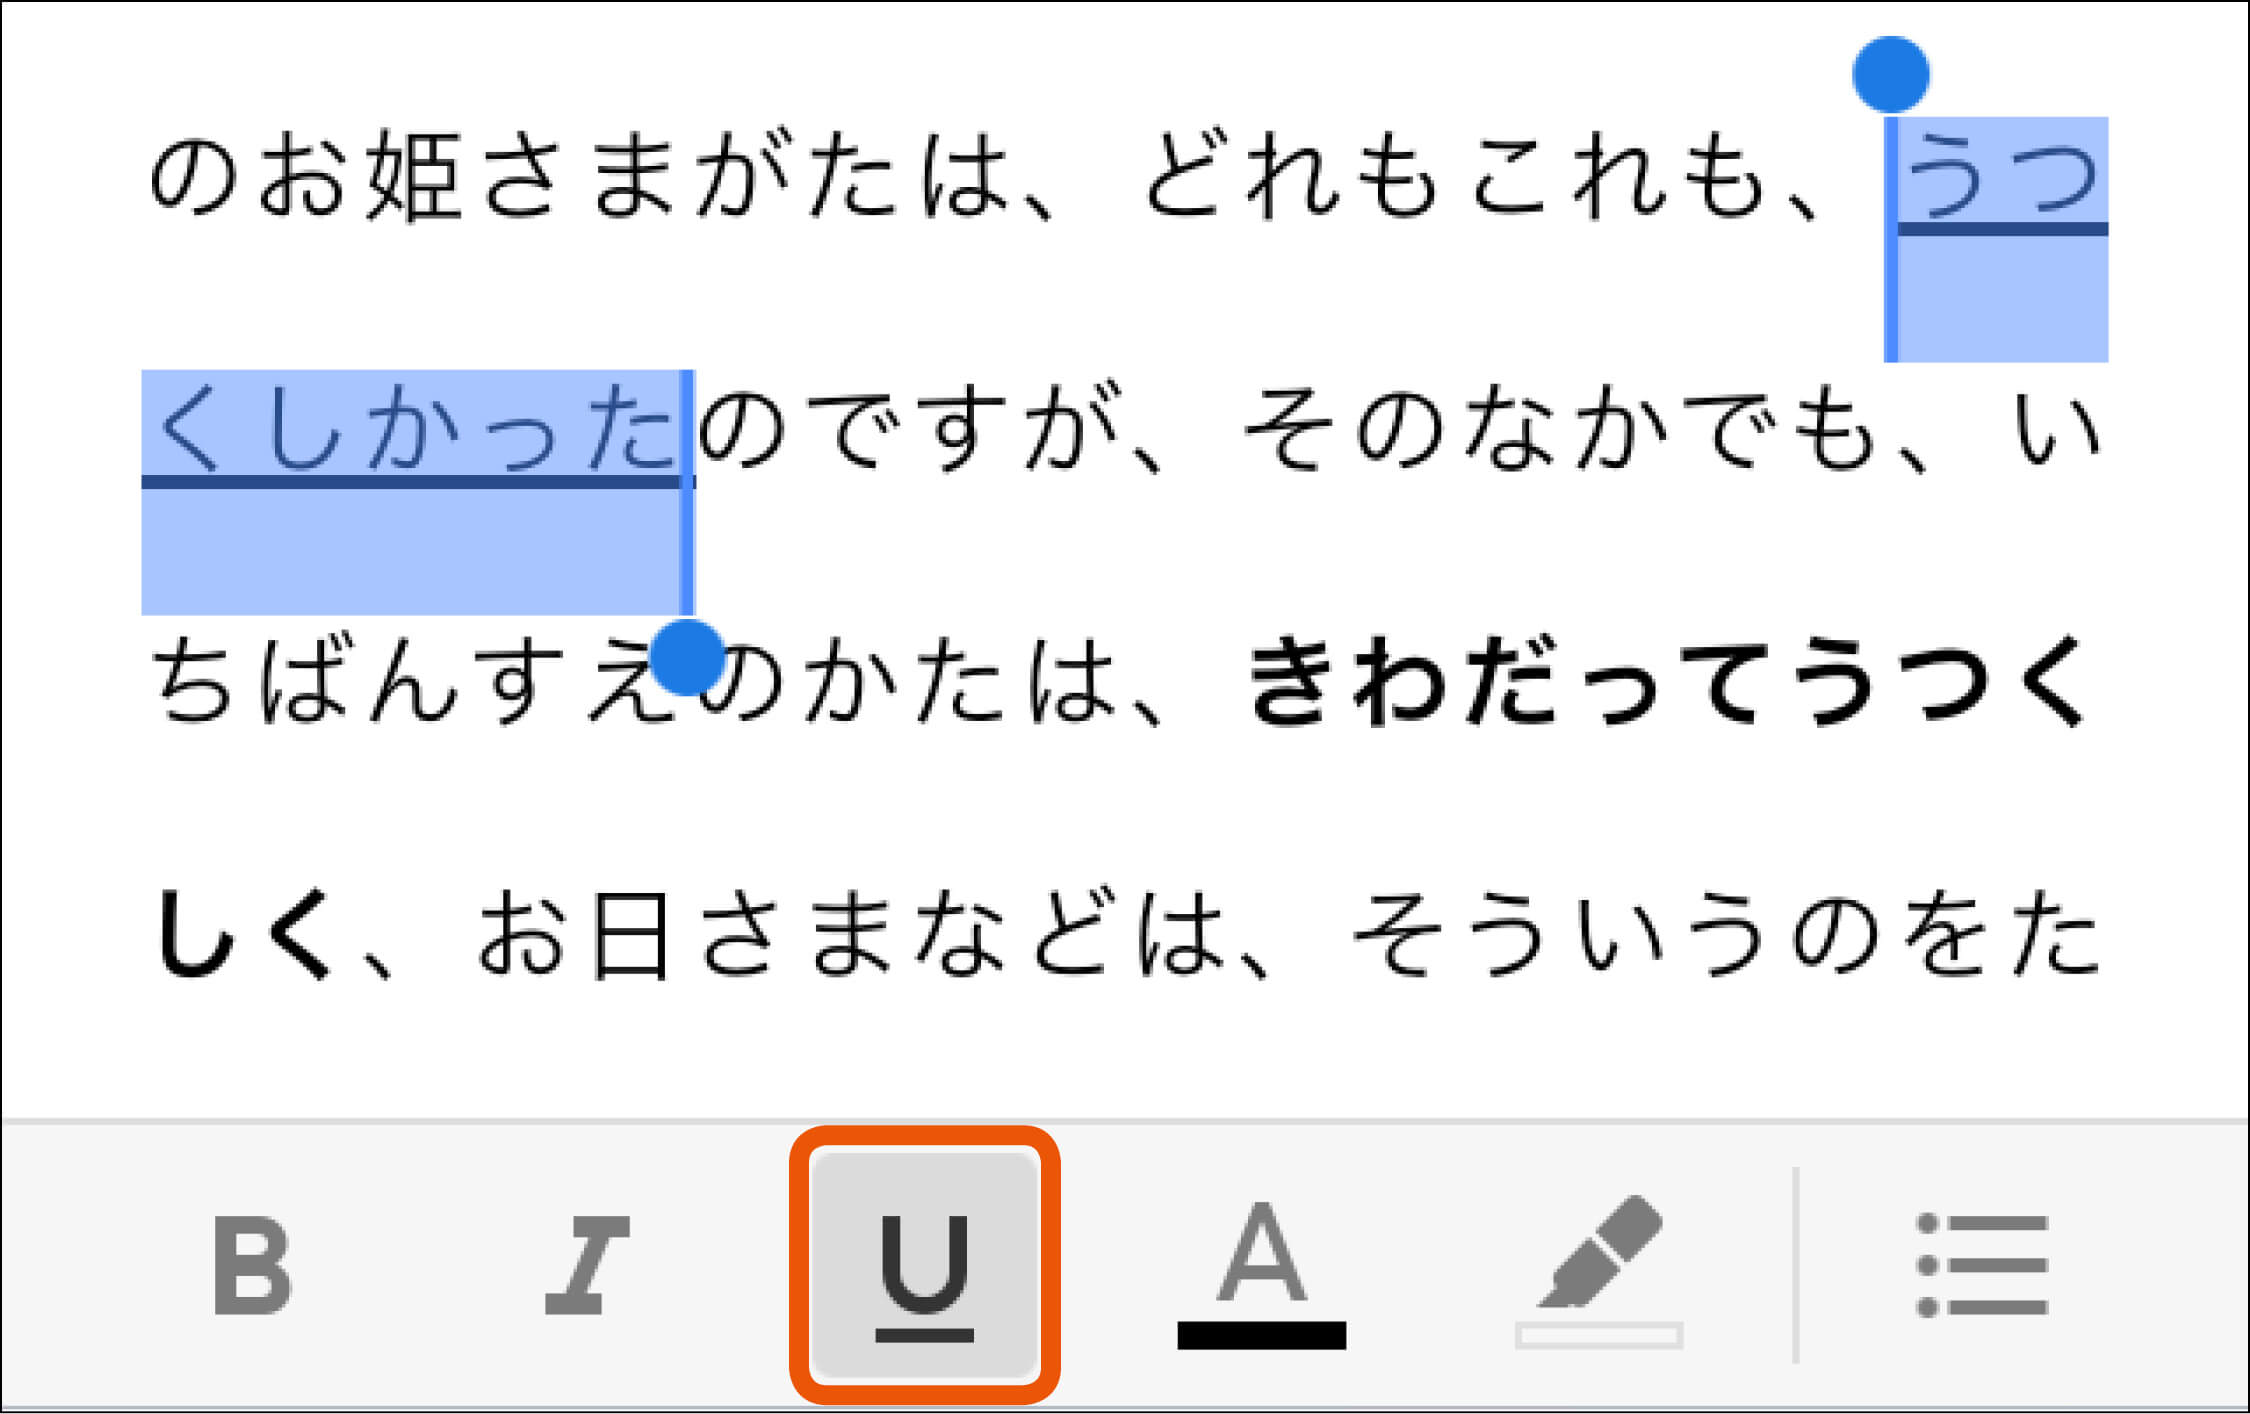 のお姫さまがたは、どれもこれも、うつ
くしかったのですが、そのなかでも、い
ちばんすえのかたは、きわだってうつく
しく、お日さまなどは、そういうのをた
B I U A